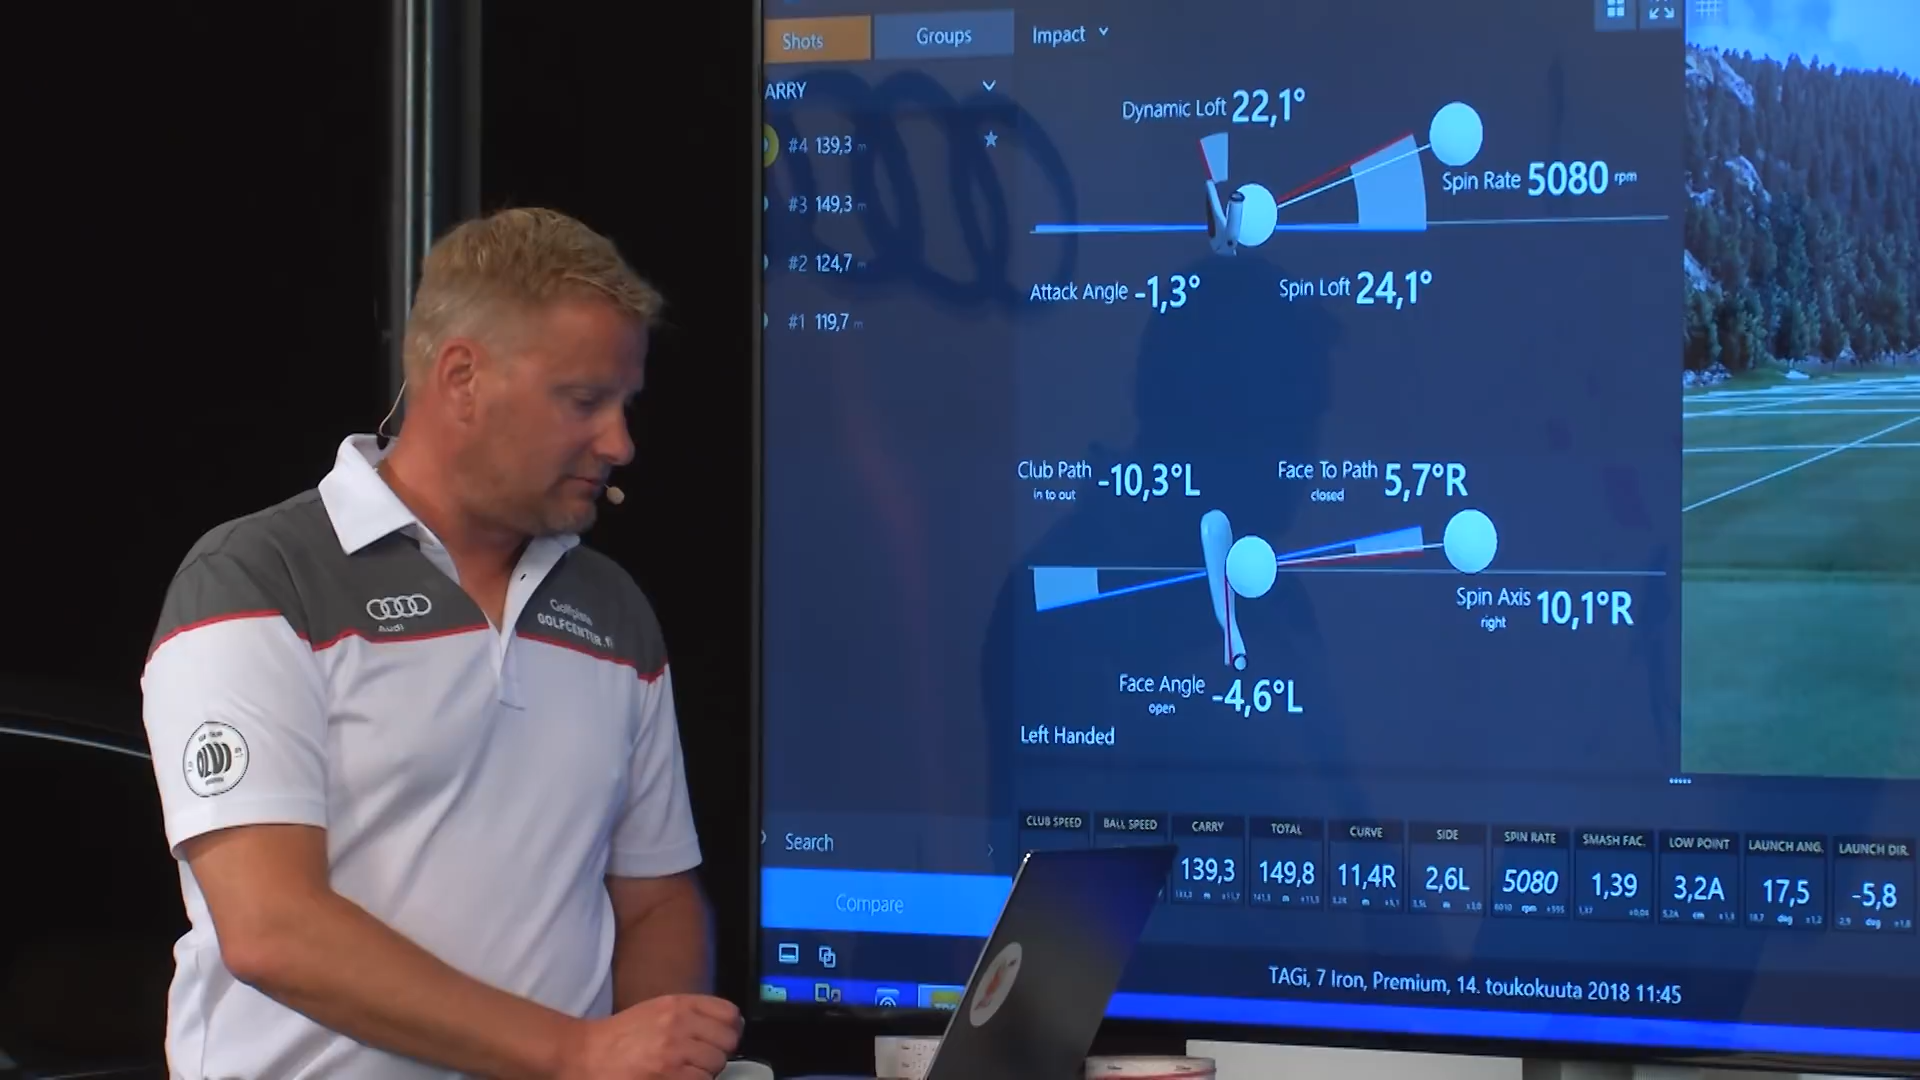 Shots
Groups
Impact
ARRY
#4 139,3 m
#3 149,3 m
#2 124,7 m
#1 119,7 m
Dynamic Loft 22,1°
Spin Rate 5080 rpm
Attack Angle -1,3°
Spin Loft 24,1°
Club Path -10,3°L
in to out
Face To Path 5,7°R
closed
Spin Axis 10,1°R
right
Face Angle -4,6°L
open
Left Handed
Search
Compare
CLUB SPEED
BALL SPEED
CARRY
139,3
TOTAL
149,8
CURVE
11,4R
SIDE
2,6L
SPIN RATE
5080
SMASH FAC.
1,39
LOW POINT
3,2A
LAUNCH ANG.
17,5
LAUNCH DIR.
-5,8
TAGi, 7 Iron, Premium, 14. toukokuuta 2018 11:45
Audi
Golfpiste
GOLFCENTER.fi
OLVI